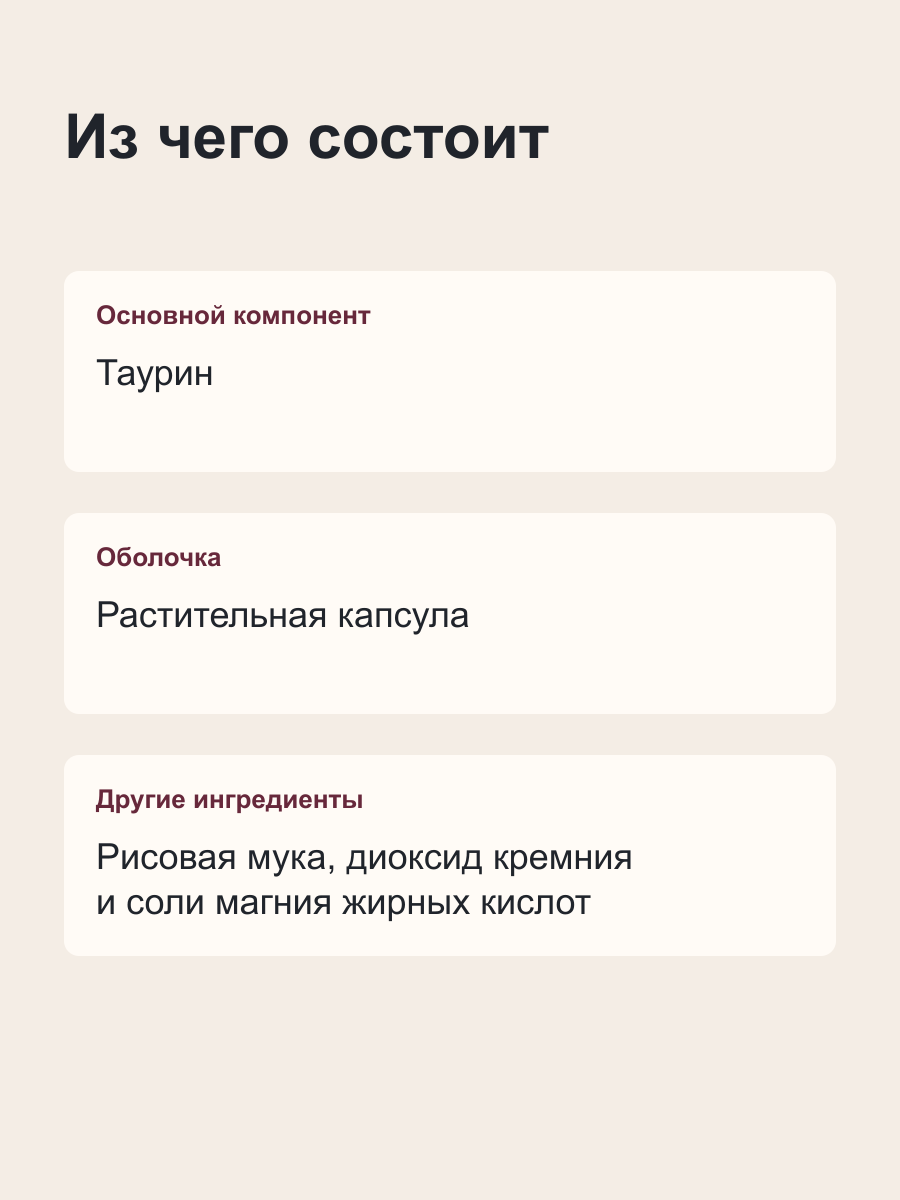 Из чего состоит
Основной компонент
Таурин
Оболочка
Растительная капсула
Другие ингредиенты
Рисовая мука, диоксид кремния
и соли магния жирных кислот